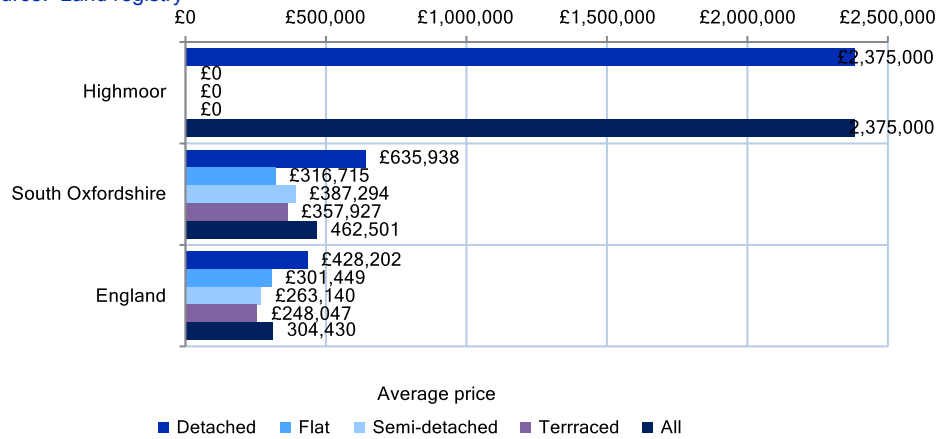 Land registry
£0 £500,000 £1,000,000 £1,500,000 £2,000,000 £2,500,000
Highmoor
£2,375,000
£0
£0
£0
2,375,000
South Oxfordshire
£635,938
£316,715
£387,294
£357,927
462,501
England
£428,202
£301,449
£263,140
£248,047
304,430
Average price
Detached Flat Semi-detached Terrraced All